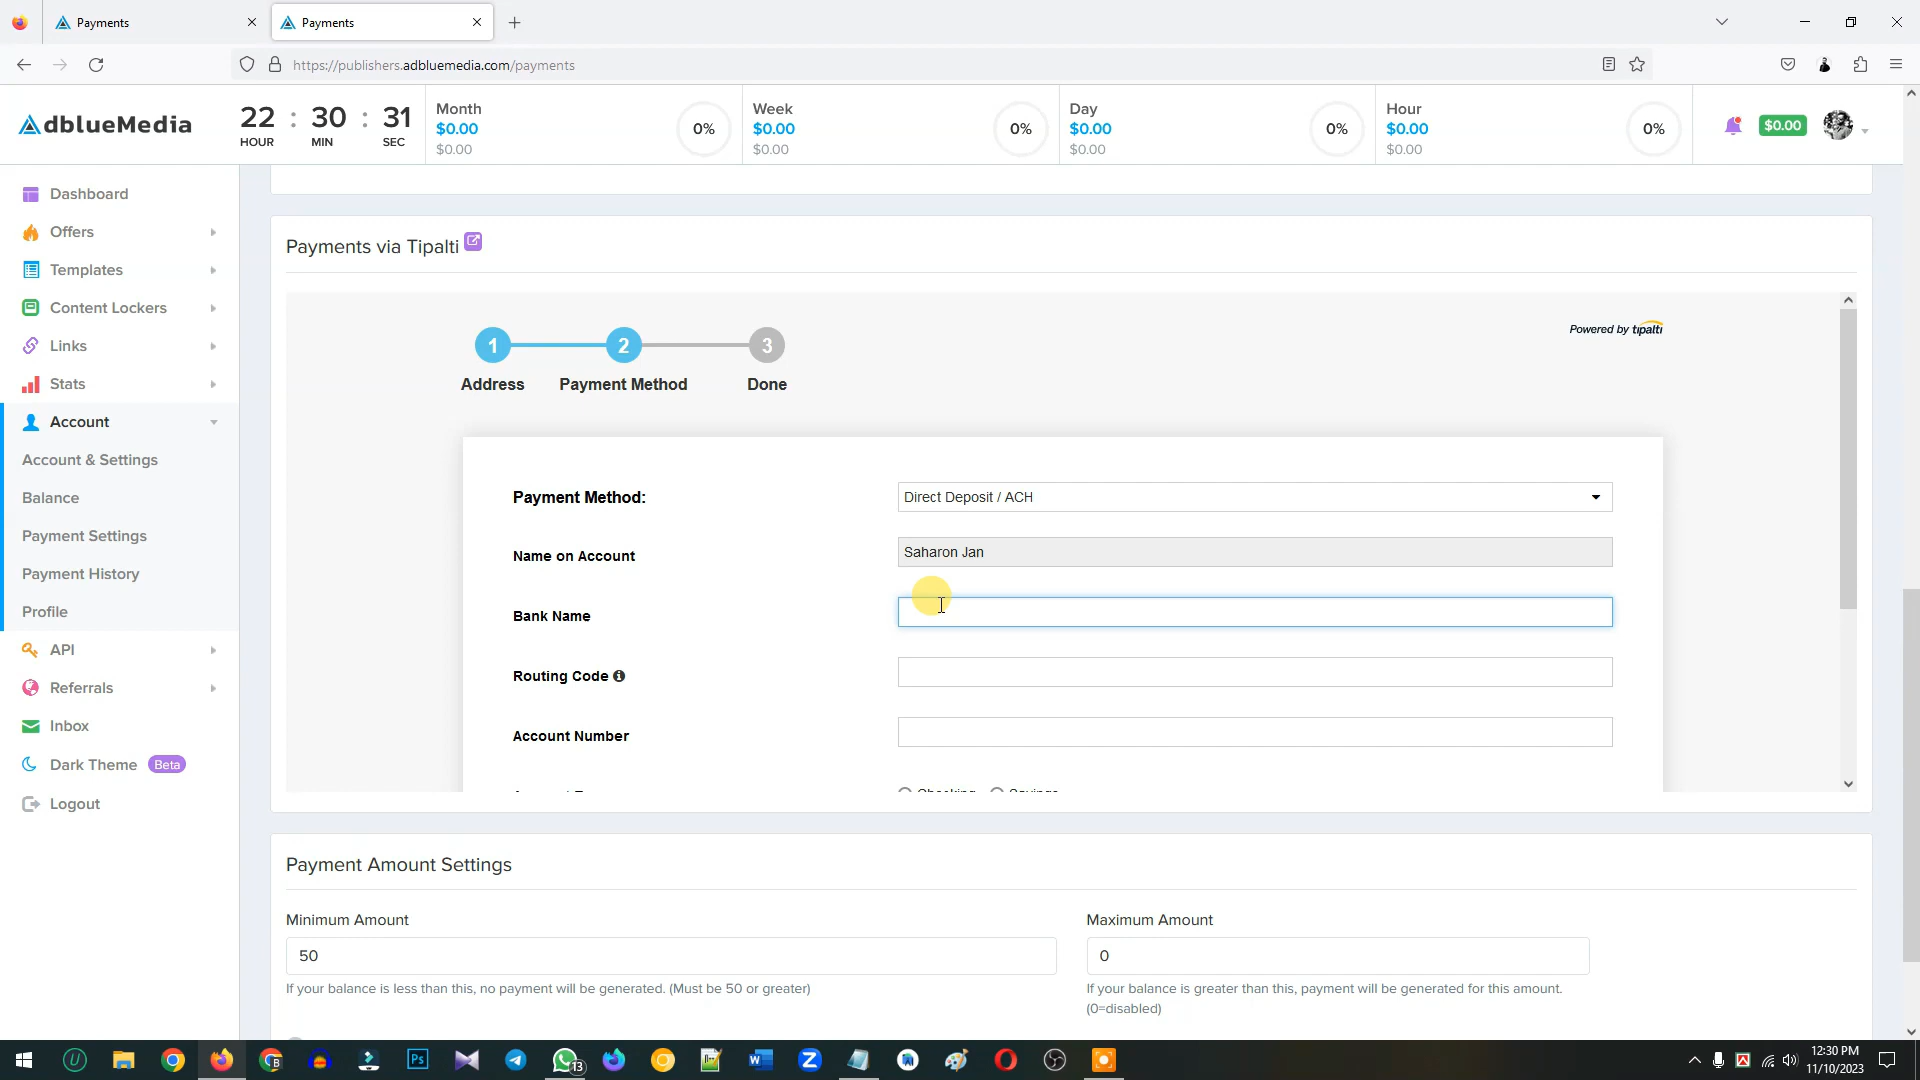 Payments
Payments
https://publishers.adbluemedia.com/payments
dblueMedia
22 : 30 : 31
HOUR MIN SEC
Month
$0.00
$0.00
0%
Week
$0.00
$0.00
0%
Day
$0.00
$0.00
0%
Hour
$0.00
$0.00
0%
$0.00
Dashboard
Offers
Templates
Content Lockers
Links
Stats
Account
Account & Settings
Balance
Payment Settings
Payment History
Profile
API
Referrals
Inbox
Dark Theme Beta
Logout
Payments via Tipalti
Powered by tipalti
1 2 3
Address Payment Method Done
Payment Method: Direct Deposit / ACH
Name on Account Saharon Jan
Bank Name
Routing Code
Account Number
Checking Savings
Payment Amount Settings
Minimum Amount
50
If your balance is less than this, no payment will be generated. (Must be 50 or greater)
Maximum Amount
0
If your balance is greater than this, payment will be generated for this amount.
(0=disabled)
13
12:30 PM
11/10/2023